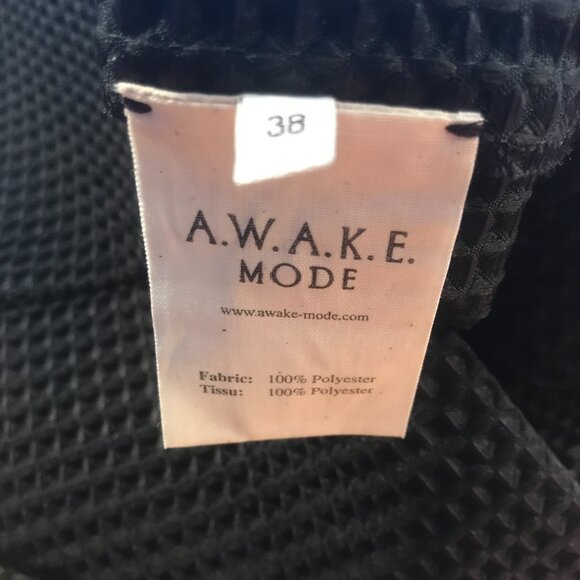 38
A.W.A.K.E.
MODE
www.awake-mode.com
Fabric: 100% Polyester
Tissu: 100% Polyester